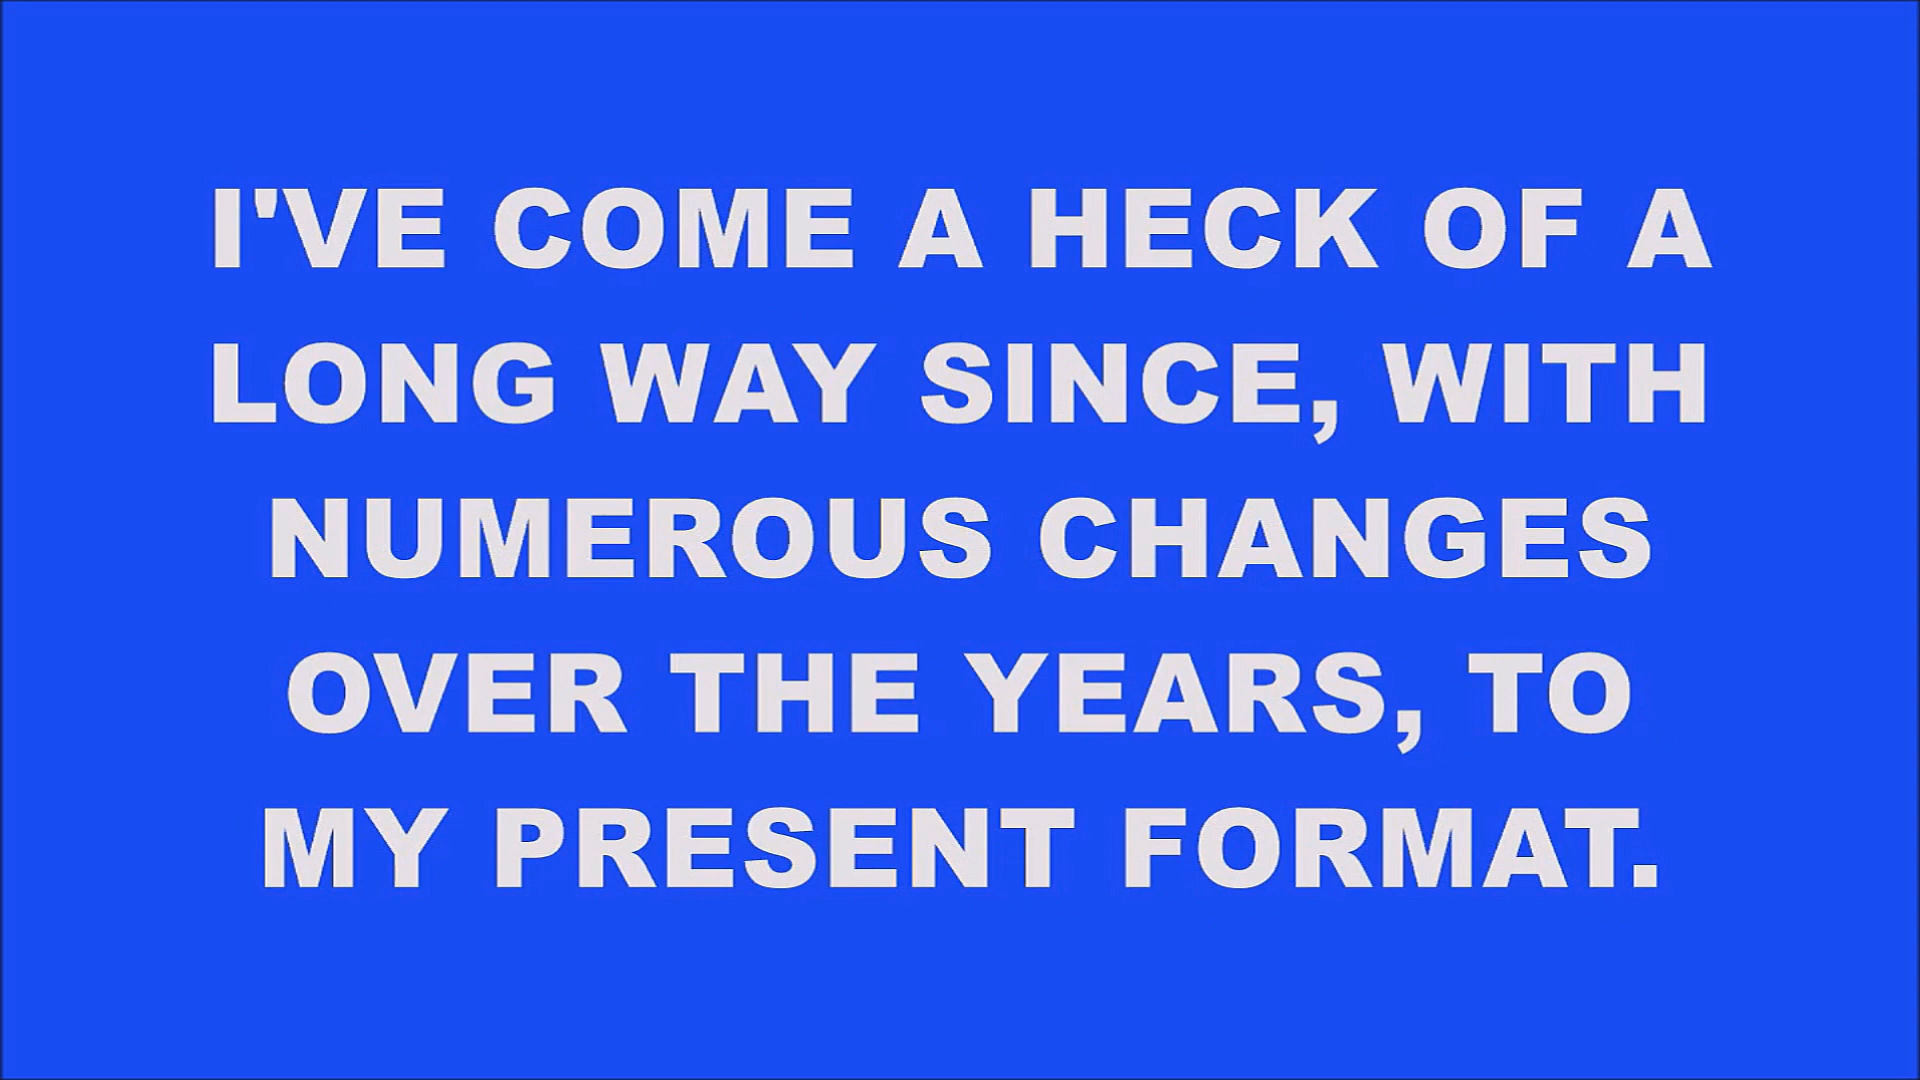 I'VE COME A HECK OF A
LONG WAY SINCE, WITH
NUMEROUS CHANGES
OVER THE YEARS, TO
MY PRESENT FORMAT.